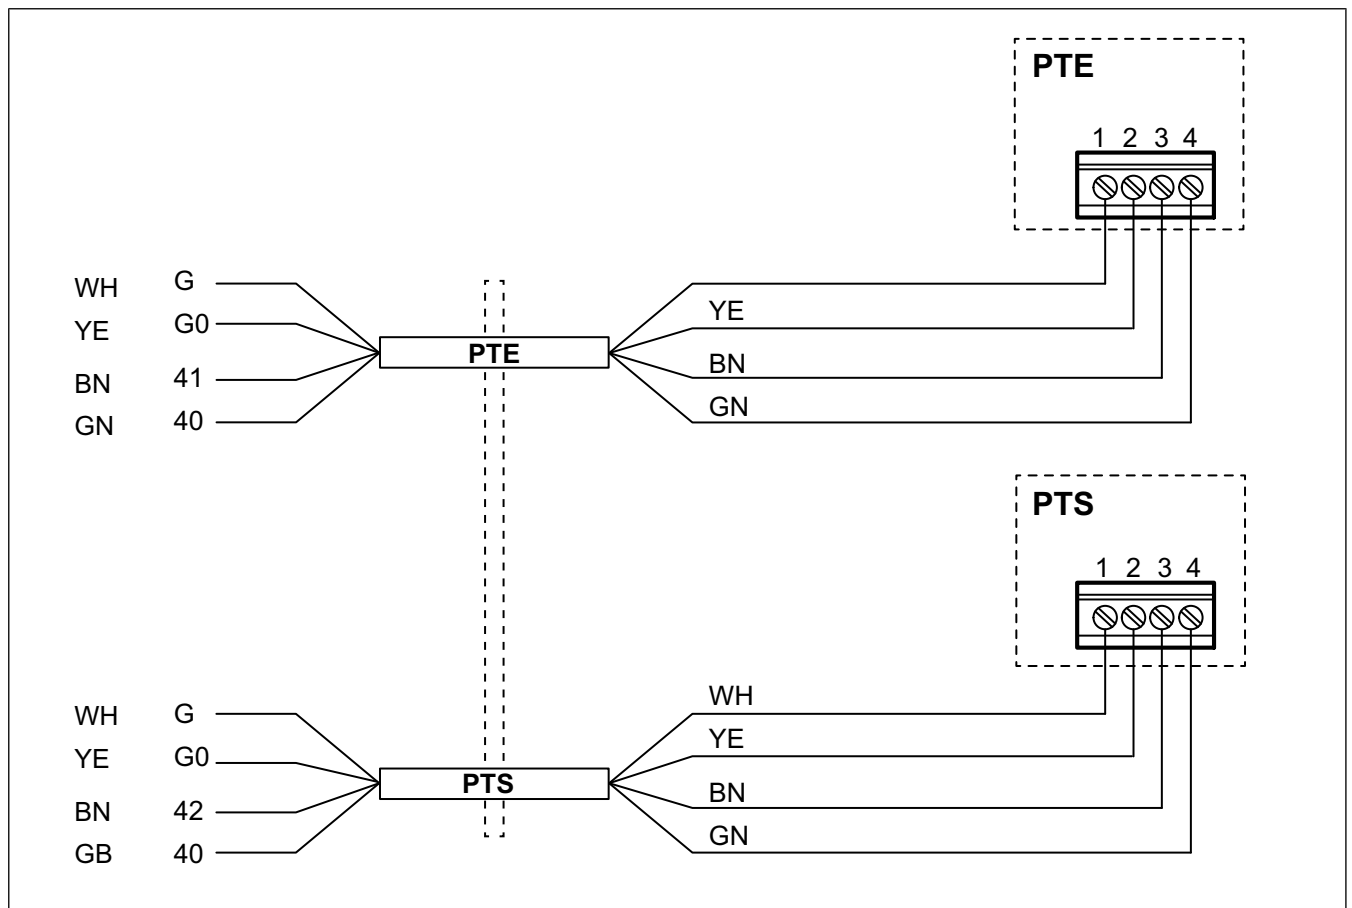 PTE
1 2 3 4
WH G
YE G0
YE
PTE
BN 41
BN
GN 40
GN
PTS
1 2 3 4
WH
WH G
YE
YE G0
PTS
BN
BN 42
GN
GB 40